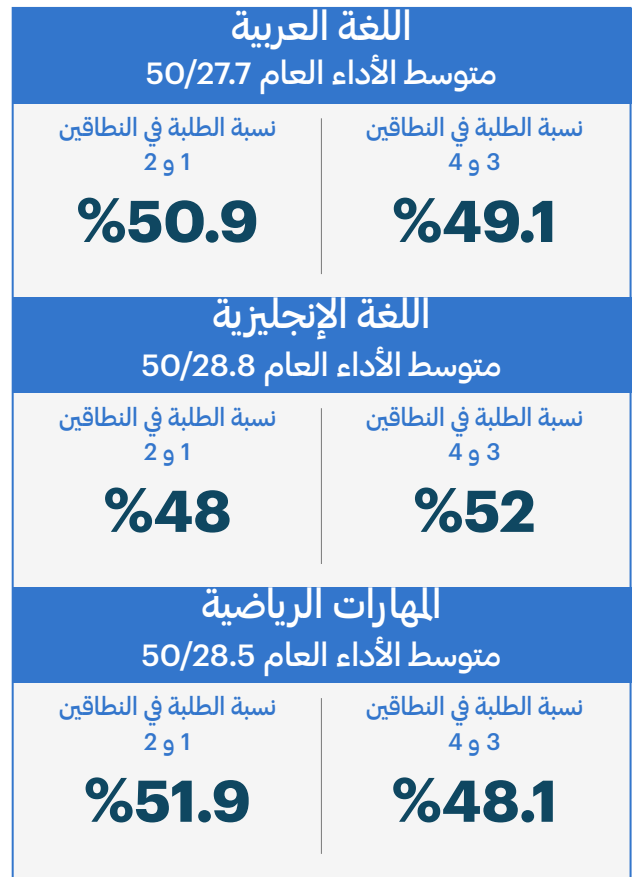 اللغة العربية
متوسط الأداء العام 50/27.7
نسبة الطلبة في النطاقين
3 و 4
%49.1
نسبة الطلبة في النطاقين
1 و 2
%50.9
اللغة الإنجليزية
متوسط الأداء العام 50/28.8
نسبة الطلبة في النطاقين
3 و 4
%52
نسبة الطلبة في النطاقين
1 و 2
%48
المهارات الرياضية
متوسط الأداء العام 50/28.5
نسبة الطلبة في النطاقين
3 و 4
%48.1
نسبة الطلبة في النطاقين
1 و 2
%51.9